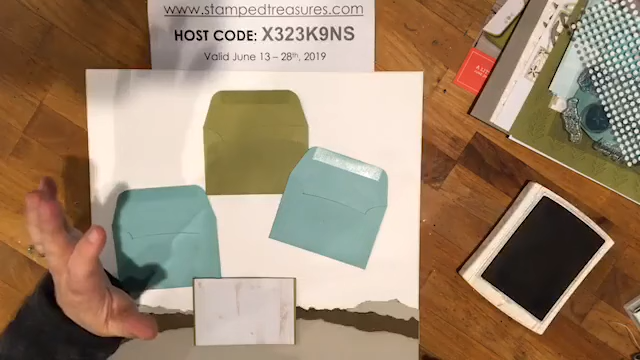 www.stampedtreasures.com
HOST CODE: X323K9NS
Valid June 13 – 28th, 2019